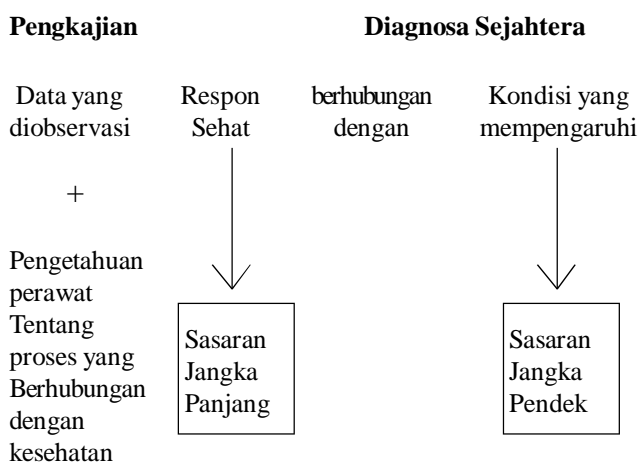 Pengkajian Diagnosa Sejahtera
Data yang Respon berhubungan Kondisi yang
diobservasi Sehat dengan mempengaruhi
+
Pengetahuan
perawat
Tentang
proses yang
Berhubungan
dengan
kesehatan
Sasaran
Jangka
Panjang
Sasaran
Jangka
Pendek